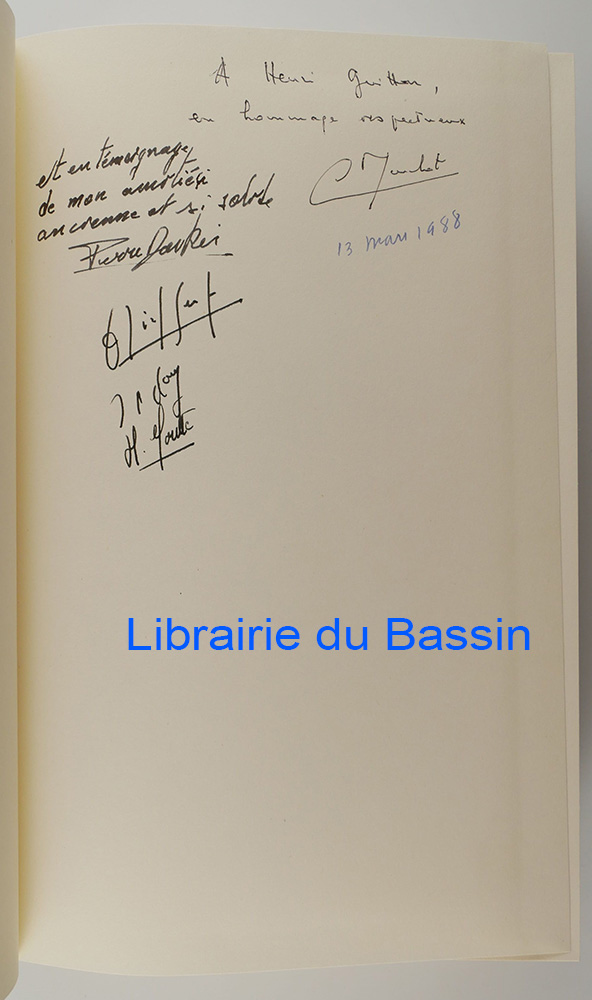 A Henri Guitton,
en hommage respectueux
et en témoignage
de mon amitié si
ancienne et si solide
Pierre
13 mars 1988
H.
Librairie du Bassin